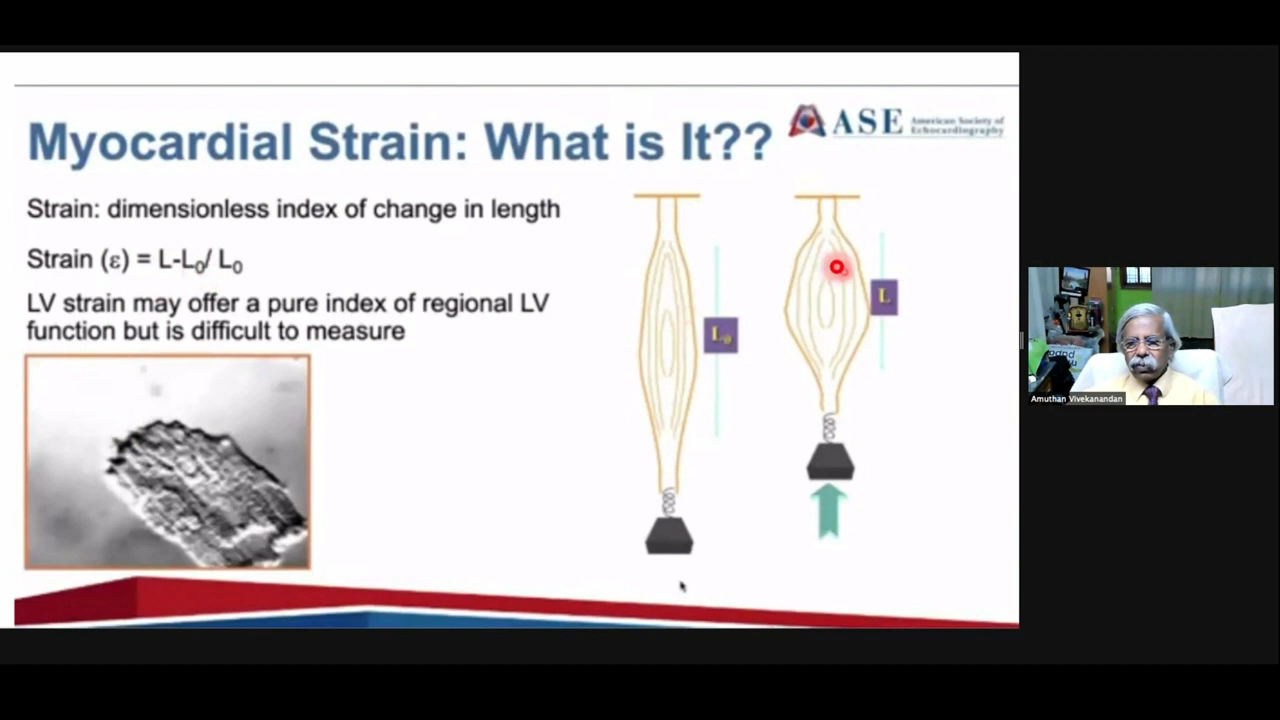 Myocardial Strain: What is It??
ASE American Society of
Echocardiography
Strain: dimensionless index of change in length
Strain (ε) = L-L₀/ L₀
LV strain may offer a pure index of regional LV
function but is difficult to measure
L₀
L
Amuthan Vivekanandan